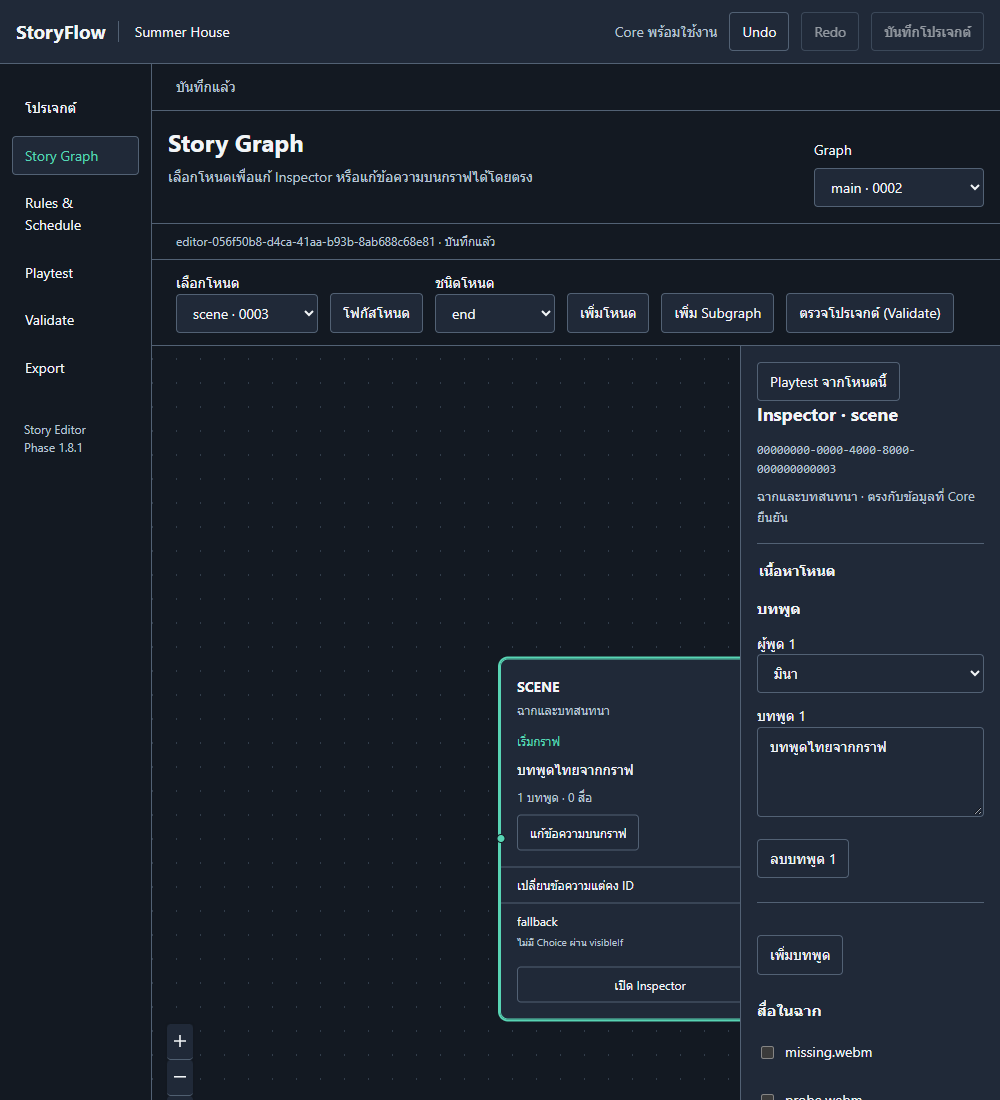 StoryFlow
Summer House
Core พร้อมใช้งาน
Undo
Redo
บันทึกโปรเจกต์
โปรเจกต์
Story Graph
Rules &
Schedule
Playtest
Validate
Export
Story Editor
Phase 1.8.1
บันทึกแล้ว
Story Graph
เลือกโหนดเพื่อแก้ Inspector หรือแก้ข้อความบนกราฟได้โดยตรง
Graph
main · 0002
editor-056f50b8-d4ca-41aa-b93b-8ab688c68e81 · บันทึกแล้ว
เลือกโหนด
scene · 0003
โฟกัสโหนด
ชนิดโหนด
end
เพิ่มโหนด
เพิ่ม Subgraph
ตรวจโปรเจกต์ (Validate)
SCENE
ฉากและบทสนทนา
เริ่มกราฟ
บทพูดไทยจากกราฟ
1 บทพูด · 0 สื่อ
แก้ข้อความบนกราฟ
เปลี่ยนข้อความแต่คง ID
fallback
ไม่มี Choice ผ่าน visibleIf
เปิด Inspector
+
−
Playtest จากโหนดนี้
Inspector · scene
00000000-0000-4000-8000-
000000000003
ฉากและบทสนทนา · ตรงกับข้อมูลที่ Core
ยืนยัน
เนื้อหาโหนด
บทพูด
ผู้พูด 1
มินา
บทพูด 1
บทพูดไทยจากกราฟ
ลบบทพูด 1
เพิ่มบทพูด
สื่อในฉาก
missing.webm
probe.webm